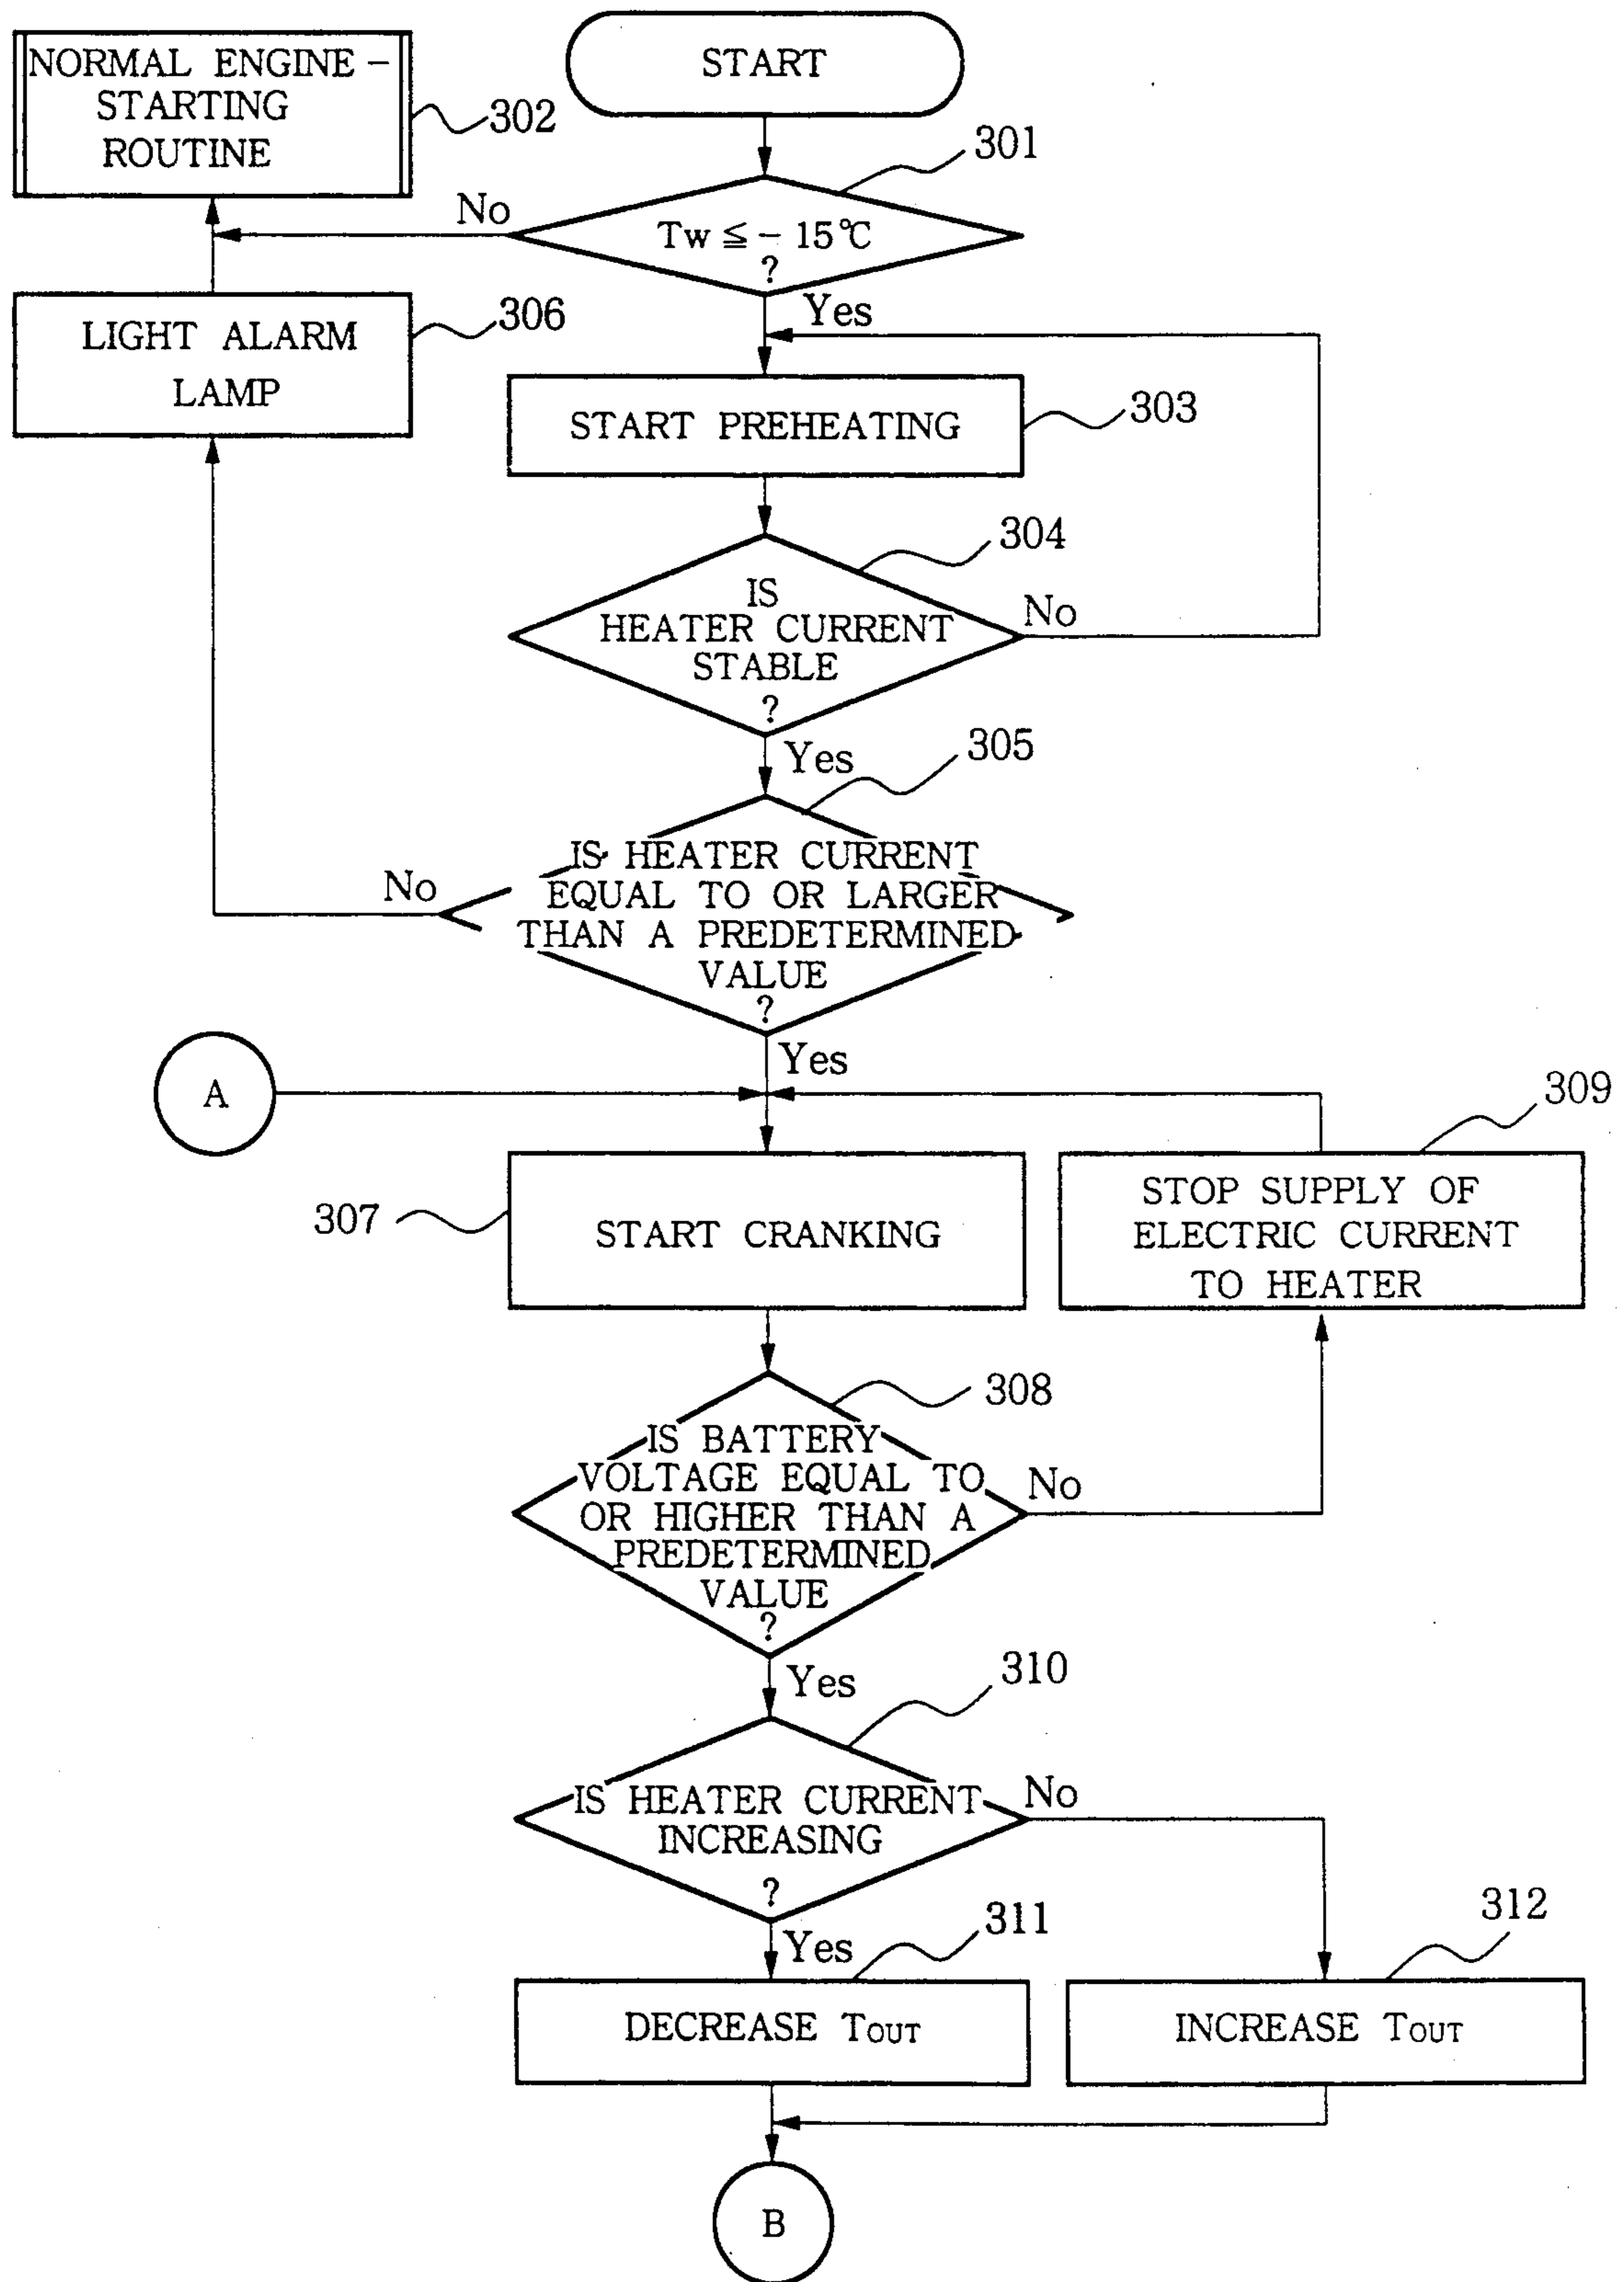 NORMAL ENGINE-
STARTING
ROUTINE
302
START
301
Tw ≦ - 15℃
?
No
Yes
LIGHT ALARM
LAMP
306
START PREHEATING
303
304
IS
HEATER CURRENT
STABLE
?
No
Yes
305
IS HEATER CURRENT
EQUAL TO OR LARGER
THAN A PREDETERMINED
VALUE
?
No
Yes
A
309
307
START CRANKING
STOP SUPPLY OF
ELECTRIC CURRENT
TO HEATER
308
IS BATTERY
VOLTAGE EQUAL TO
OR HIGHER THAN A
PREDETERMINED
VALUE
?
No
Yes
310
IS HEATER CURRENT
INCREASING
?
No
Yes
311
312
DECREASE TOUT
INCREASE TOUT
B